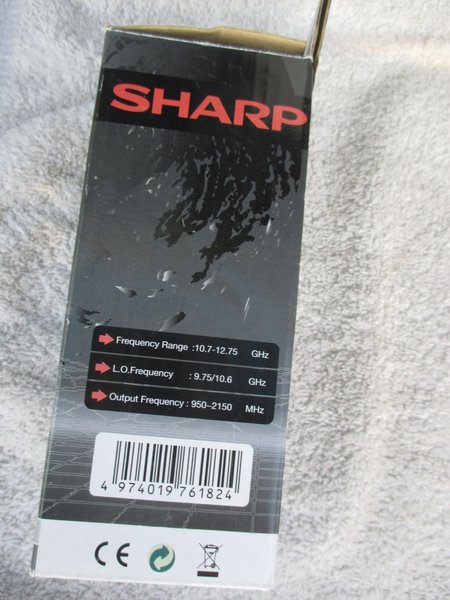 SHARP
Frequency Range :10.7-12.75 GHz
L.O.Frequency : 9.75/10.6 GHz
Output Frequency : 950~2150 MHz
4 974019 761824
CE